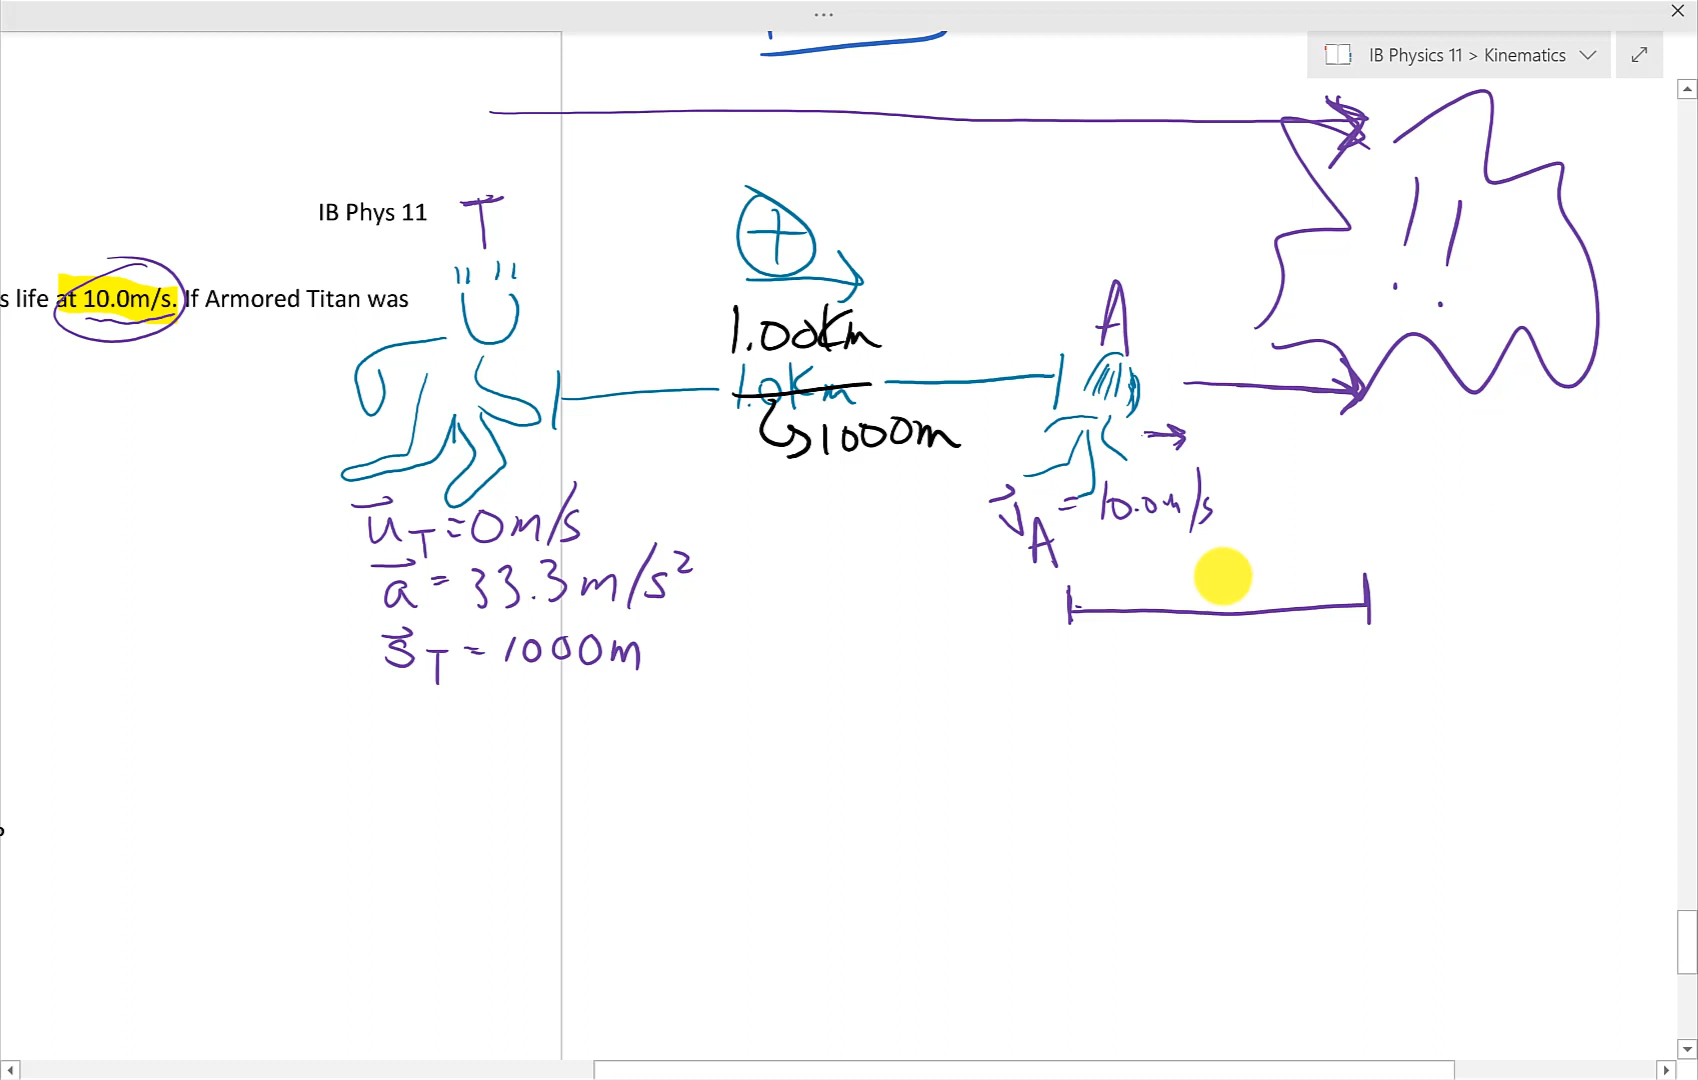 IB Physics 11 > Kinematics
IB Phys 11
T
s life at 10.0m/s. If Armored Titan was
+
1.00Km
1.0Km
1000m
A
!!
u⃗T = 0m/s
a⃗ = 33.3m/s²
s⃗T = 1000m
v⃗A = 10.0m/s